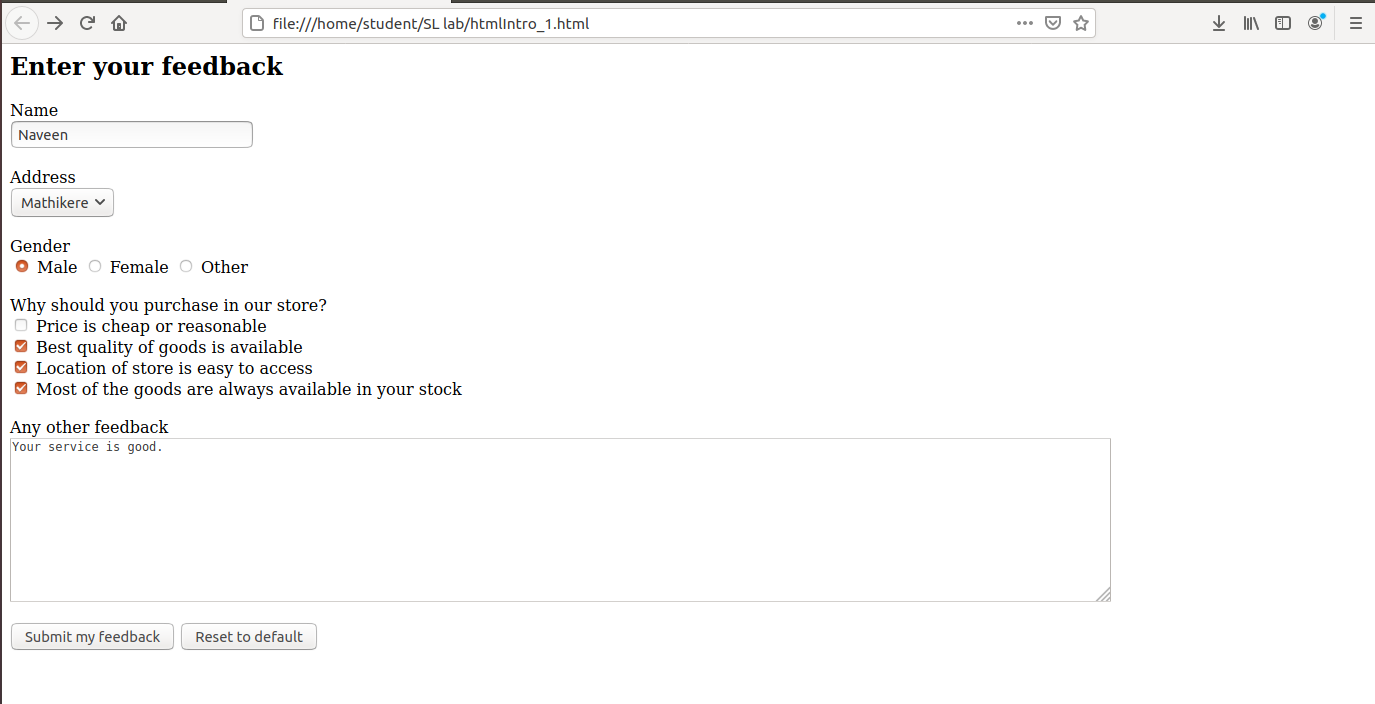 file:///home/student/SL lab/htmlIntro_1.html
Enter your feedback
Name
Naveen
Address
Mathikere
Gender
Male Female Other
Why should you purchase in our store?
Price is cheap or reasonable
Best quality of goods is available
Location of store is easy to access
Most of the goods are always available in your stock
Any other feedback
Your service is good.
Submit my feedback Reset to default